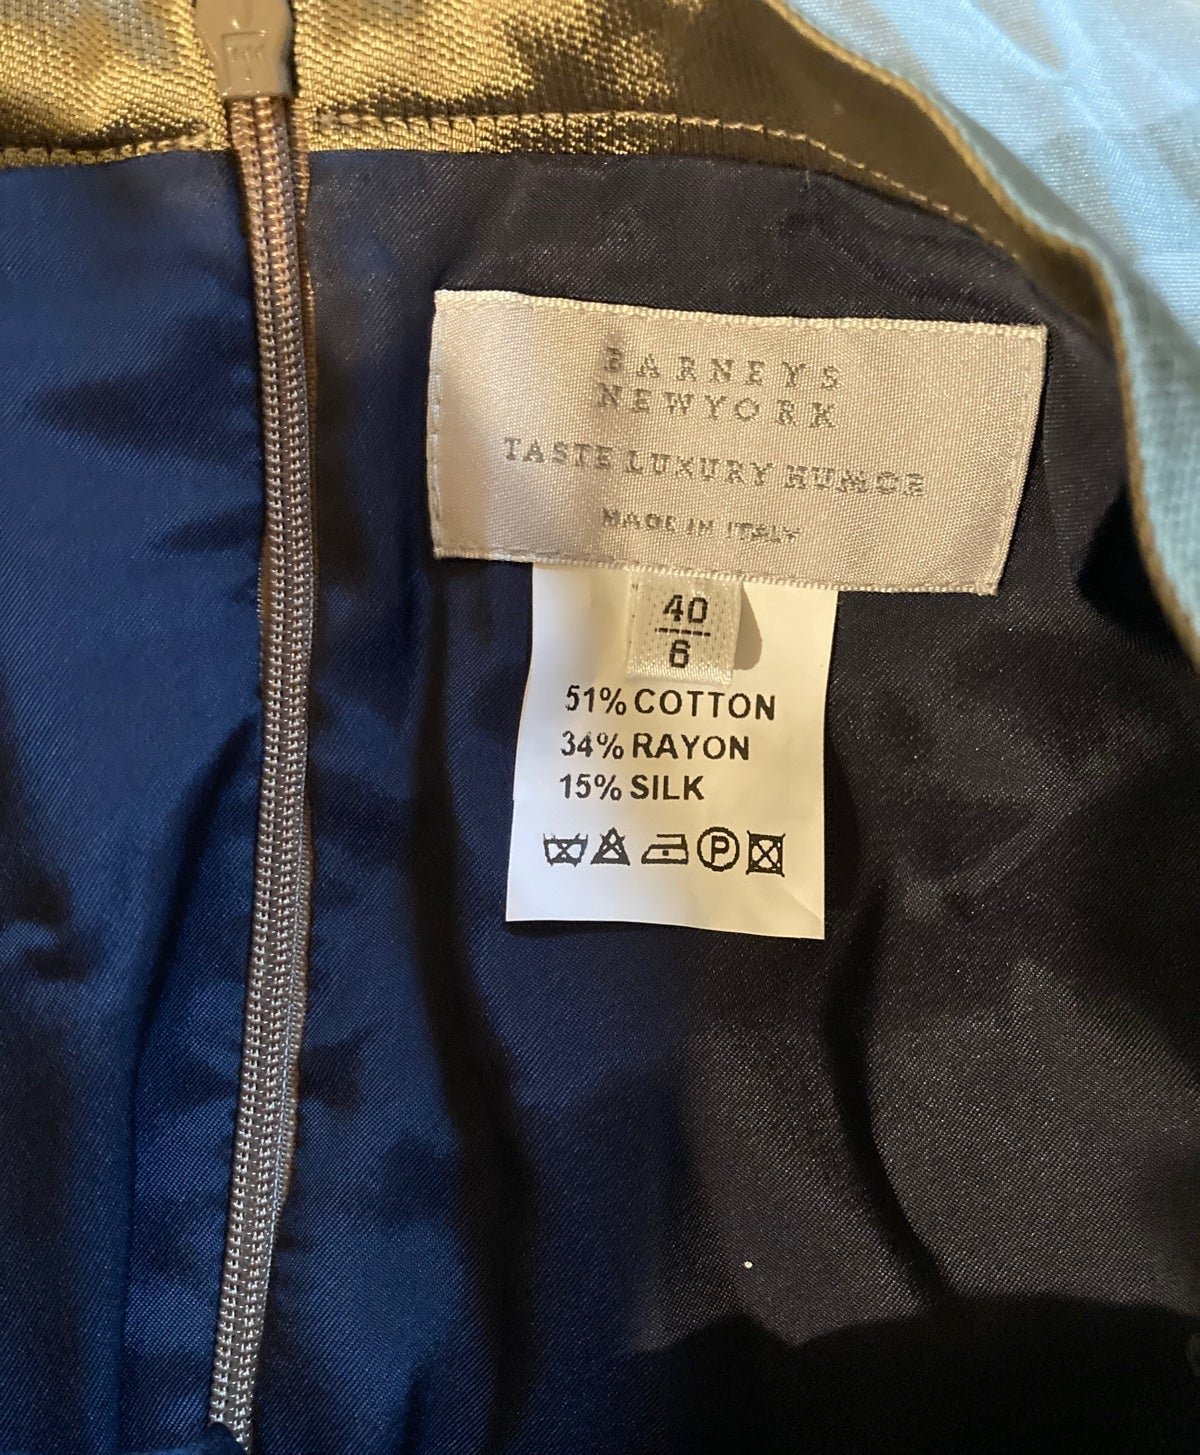 BARNEYS
NEWYORK
TASTE LUXURY HUMOR
MADE IN ITALY
40
6
51% COTTON
34% RAYON
15% SILK
P